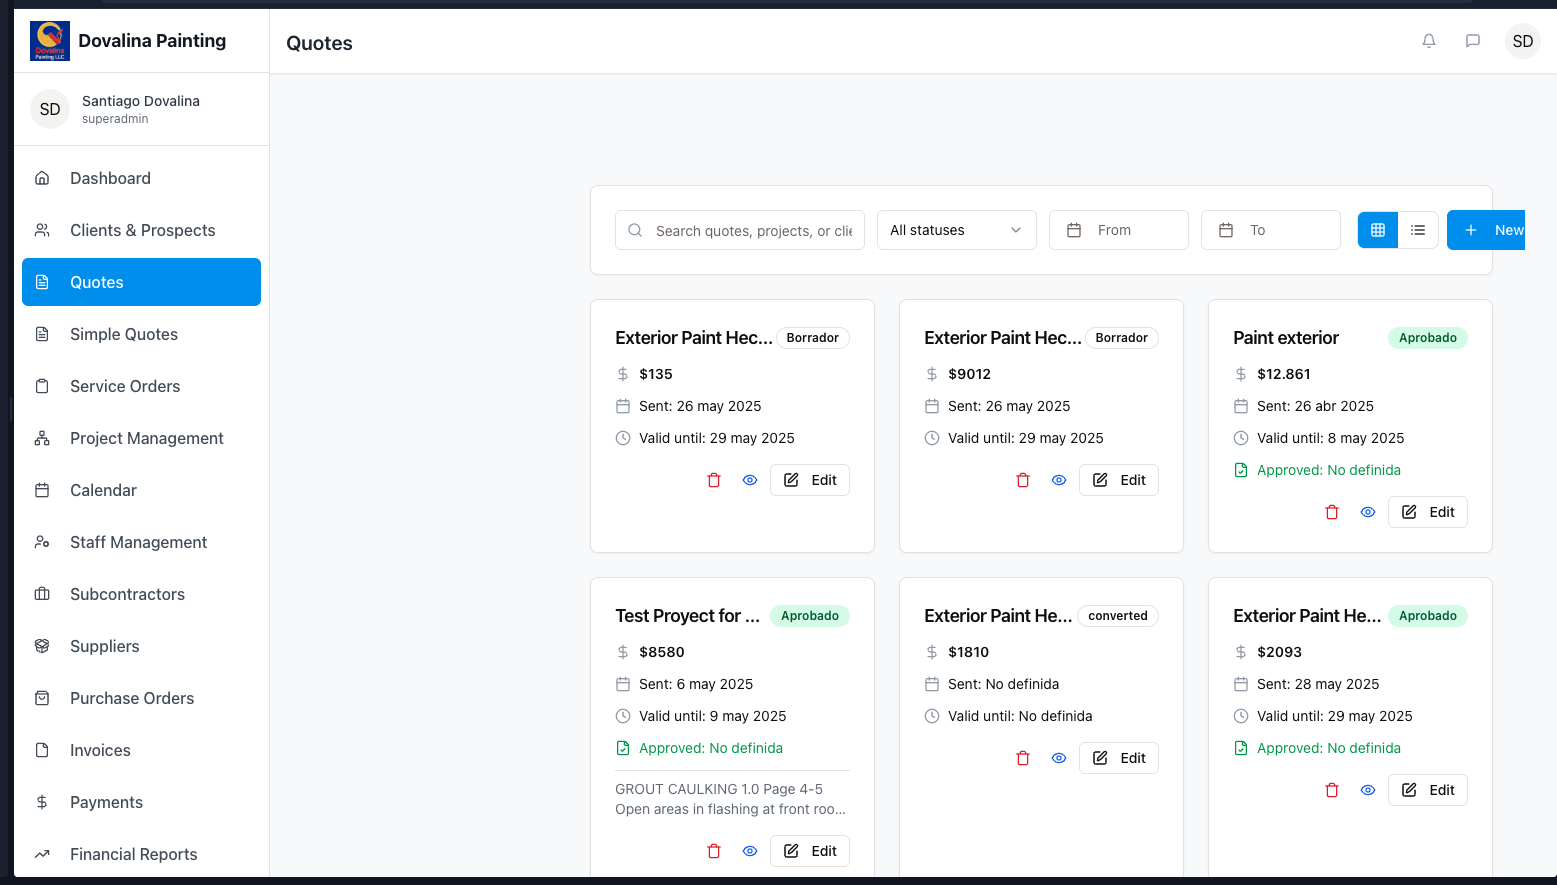 Dovalina
Painting LLC
Dovalina Painting
Quotes
SD
SD
Santiago Dovalina
superadmin
Dashboard
Clients & Prospects
Quotes
Simple Quotes
Service Orders
Project Management
Calendar
Staff Management
Subcontractors
Suppliers
Purchase Orders
Invoices
Payments
Financial Reports
Search quotes, projects, or clie
All statuses
From
To
New
Exterior Paint Hec...
Borrador
$135
Sent: 26 may 2025
Valid until: 29 may 2025
Edit
Exterior Paint Hec...
Borrador
$9012
Sent: 26 may 2025
Valid until: 29 may 2025
Edit
Paint exterior
Aprobado
$12.861
Sent: 26 abr 2025
Valid until: 8 may 2025
Approved: No definida
Edit
Test Proyect for ...
Aprobado
$8580
Sent: 6 may 2025
Valid until: 9 may 2025
Approved: No definida
GROUT CAULKING 1.0 Page 4-5
Open areas in flashing at front roo...
Edit
Exterior Paint He...
converted
$1810
Sent: No definida
Valid until: No definida
Edit
Exterior Paint He...
Aprobado
$2093
Sent: 28 may 2025
Valid until: 29 may 2025
Approved: No definida
Edit